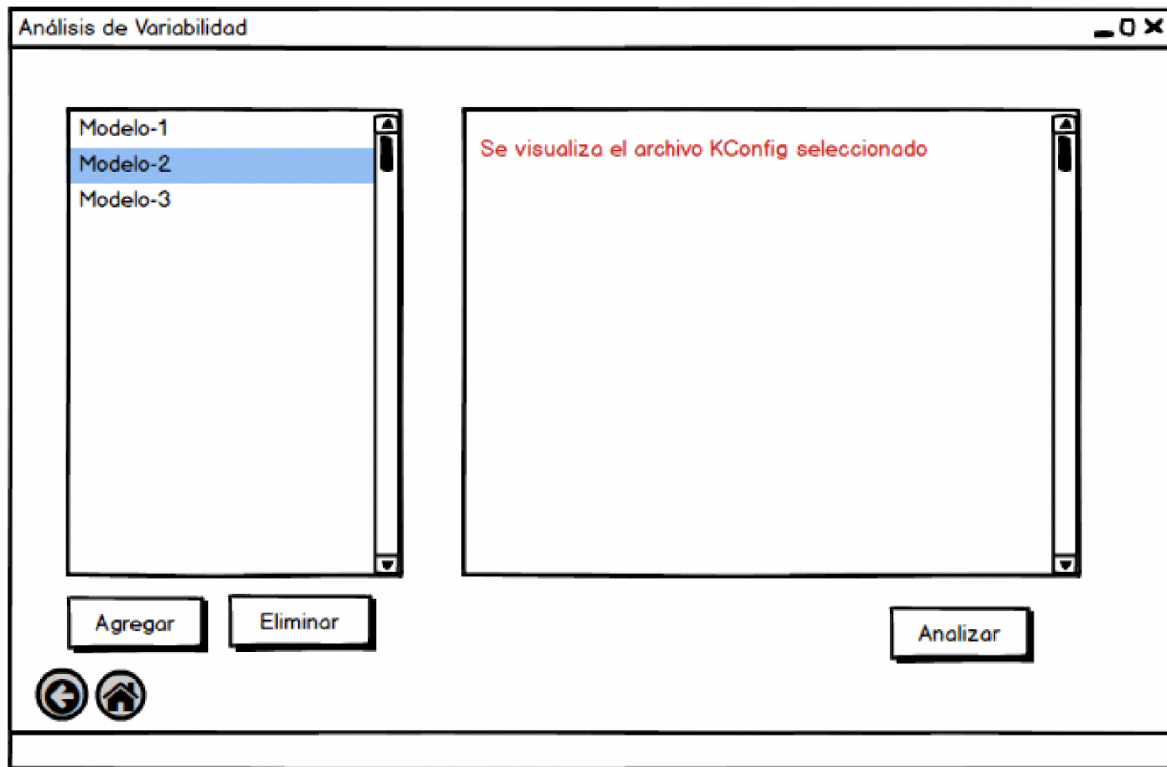 Análisis de Variabilidad
Modelo-1
Modelo-2
Modelo-3
Se visualiza el archivo KConfig seleccionado
Agregar
Eliminar
Analizar